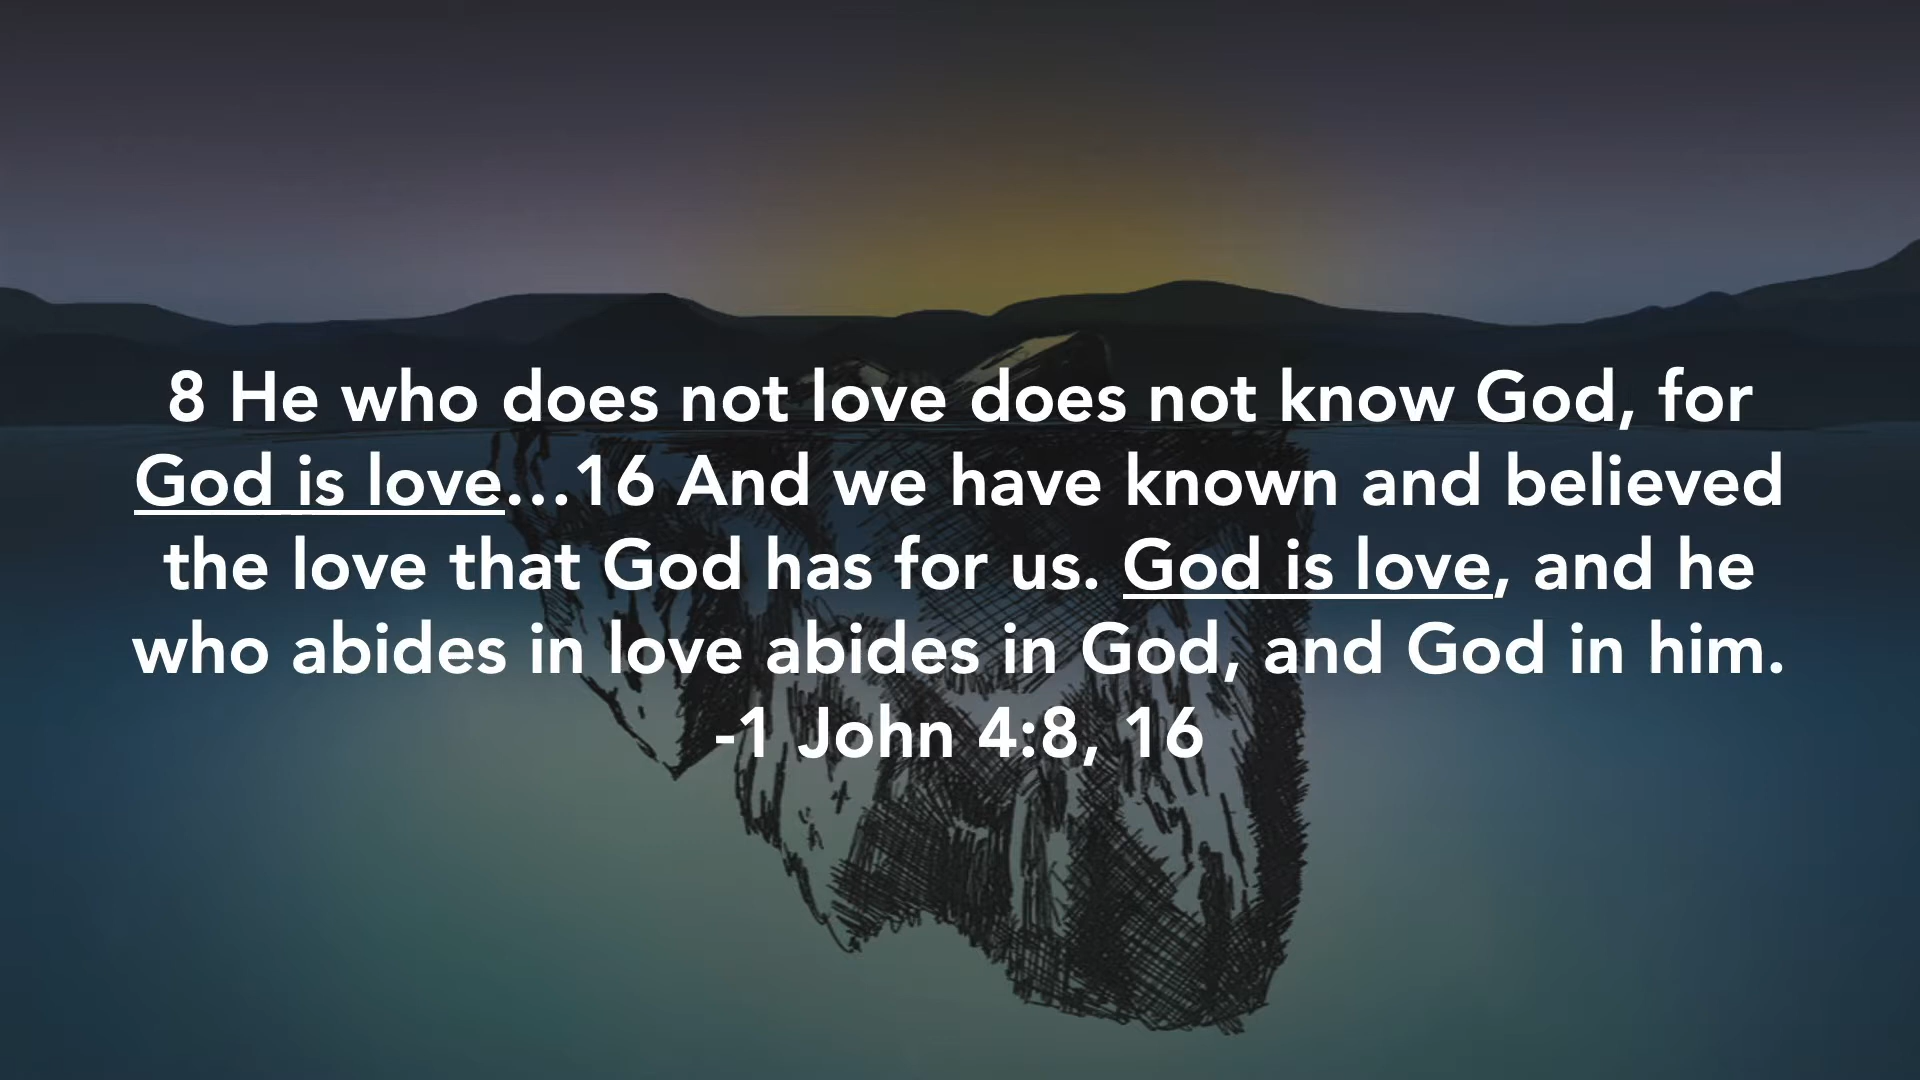 8 He who does not love does not know God, for
God is love...16 And we have known and believed
the love that God has for us. God is love, and he
who abides in love abides in God, and God in him.
-1 John 4:8, 16